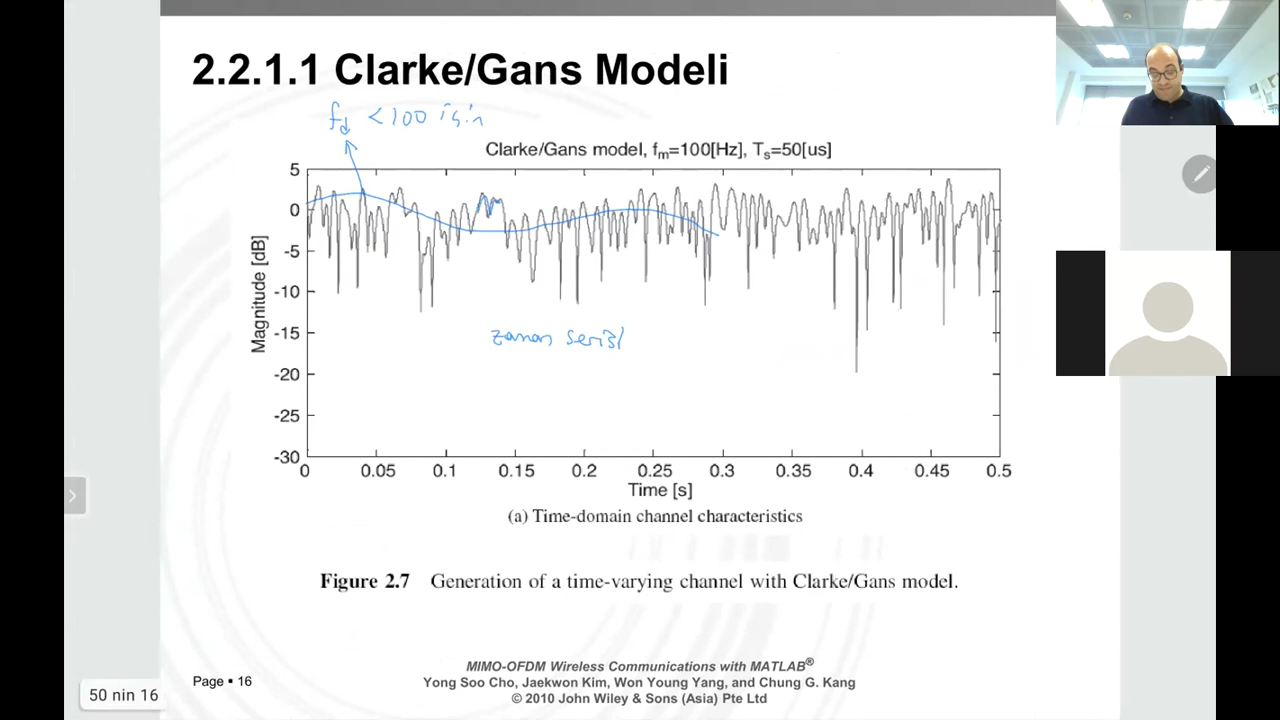 2.2.1.1 Clarke/Gans Modeli
f_d < 100 için
Clarke/Gans model, fm=100[Hz], Ts=50[us]
5
0
-5
-10
-15
-20
-25
-30
Magnitude [dB]
zaman serisi
0 0.05 0.1 0.15 0.2 0.25 0.3 0.35 0.4 0.45 0.5
Time [s]
(a) Time-domain channel characteristics
Figure 2.7 Generation of a time-varying channel with Clarke/Gans model.
MIMO-OFDM Wireless Communications with MATLAB®
Yong Soo Cho, Jaekwon Kim, Won Young Yang, and Chung G. Kang
© 2010 John Wiley & Sons (Asia) Pte Ltd
Page ▪ 16
50 nin 16